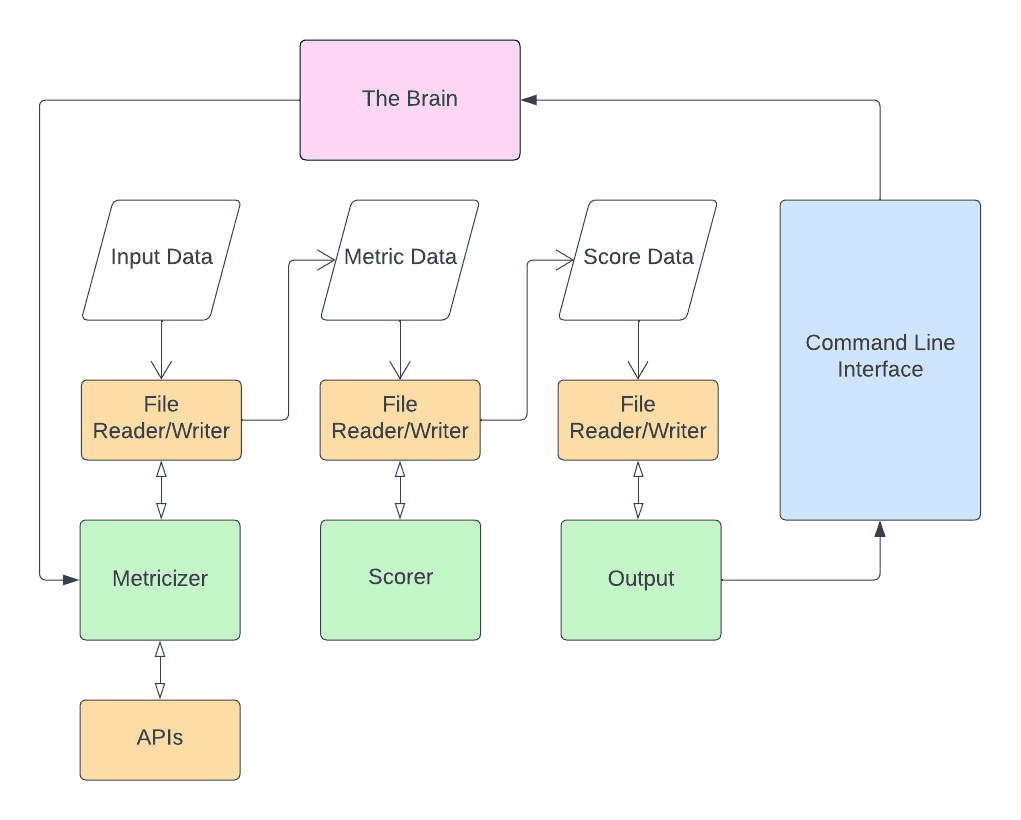 The Brain
Input Data
Metric Data
Score Data
Command Line
Interface
File
Reader/Writer
File
Reader/Writer
File
Reader/Writer
Metricizer
Scorer
Output
APIs